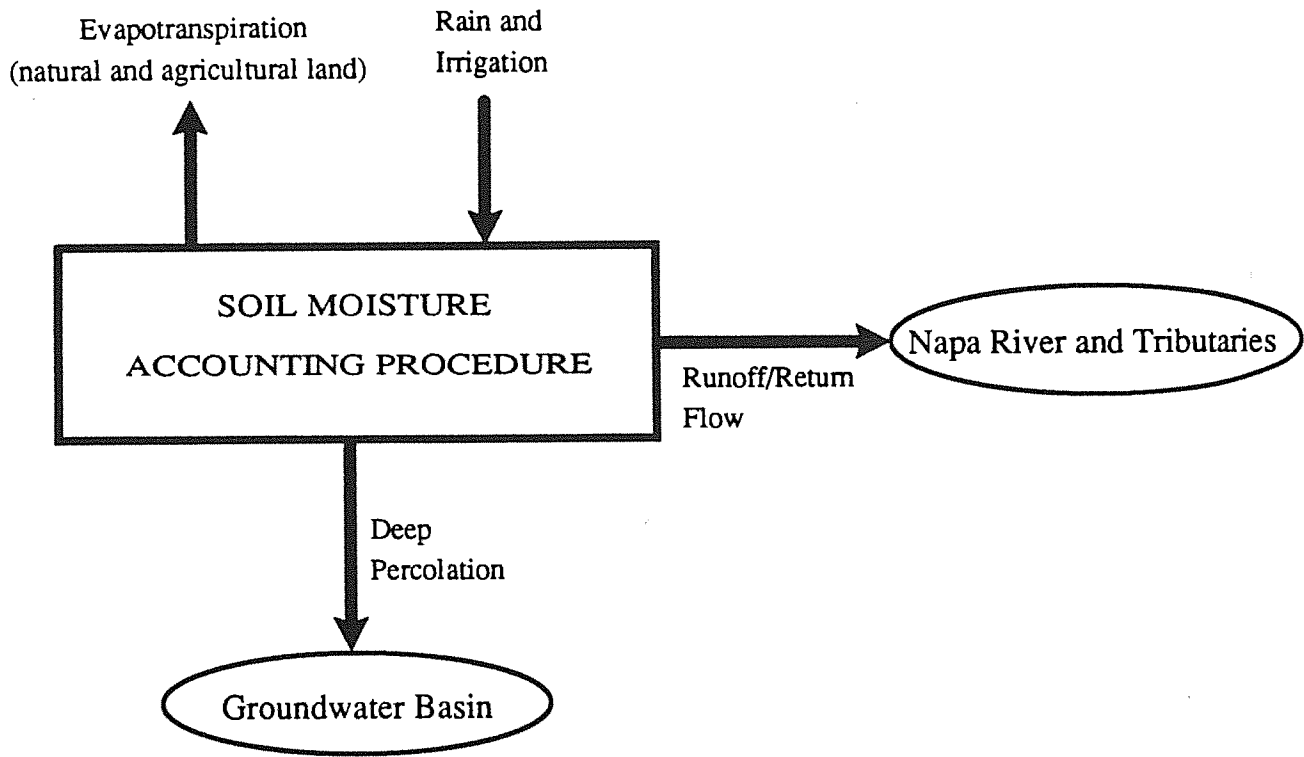 Evapotranspiration
(natural and agricultural land)
Rain and
Irrigation
SOIL MOISTURE
ACCOUNTING PROCEDURE
Runoff/Return
Flow
Napa River and Tributaries
Deep
Percolation
Groundwater Basin